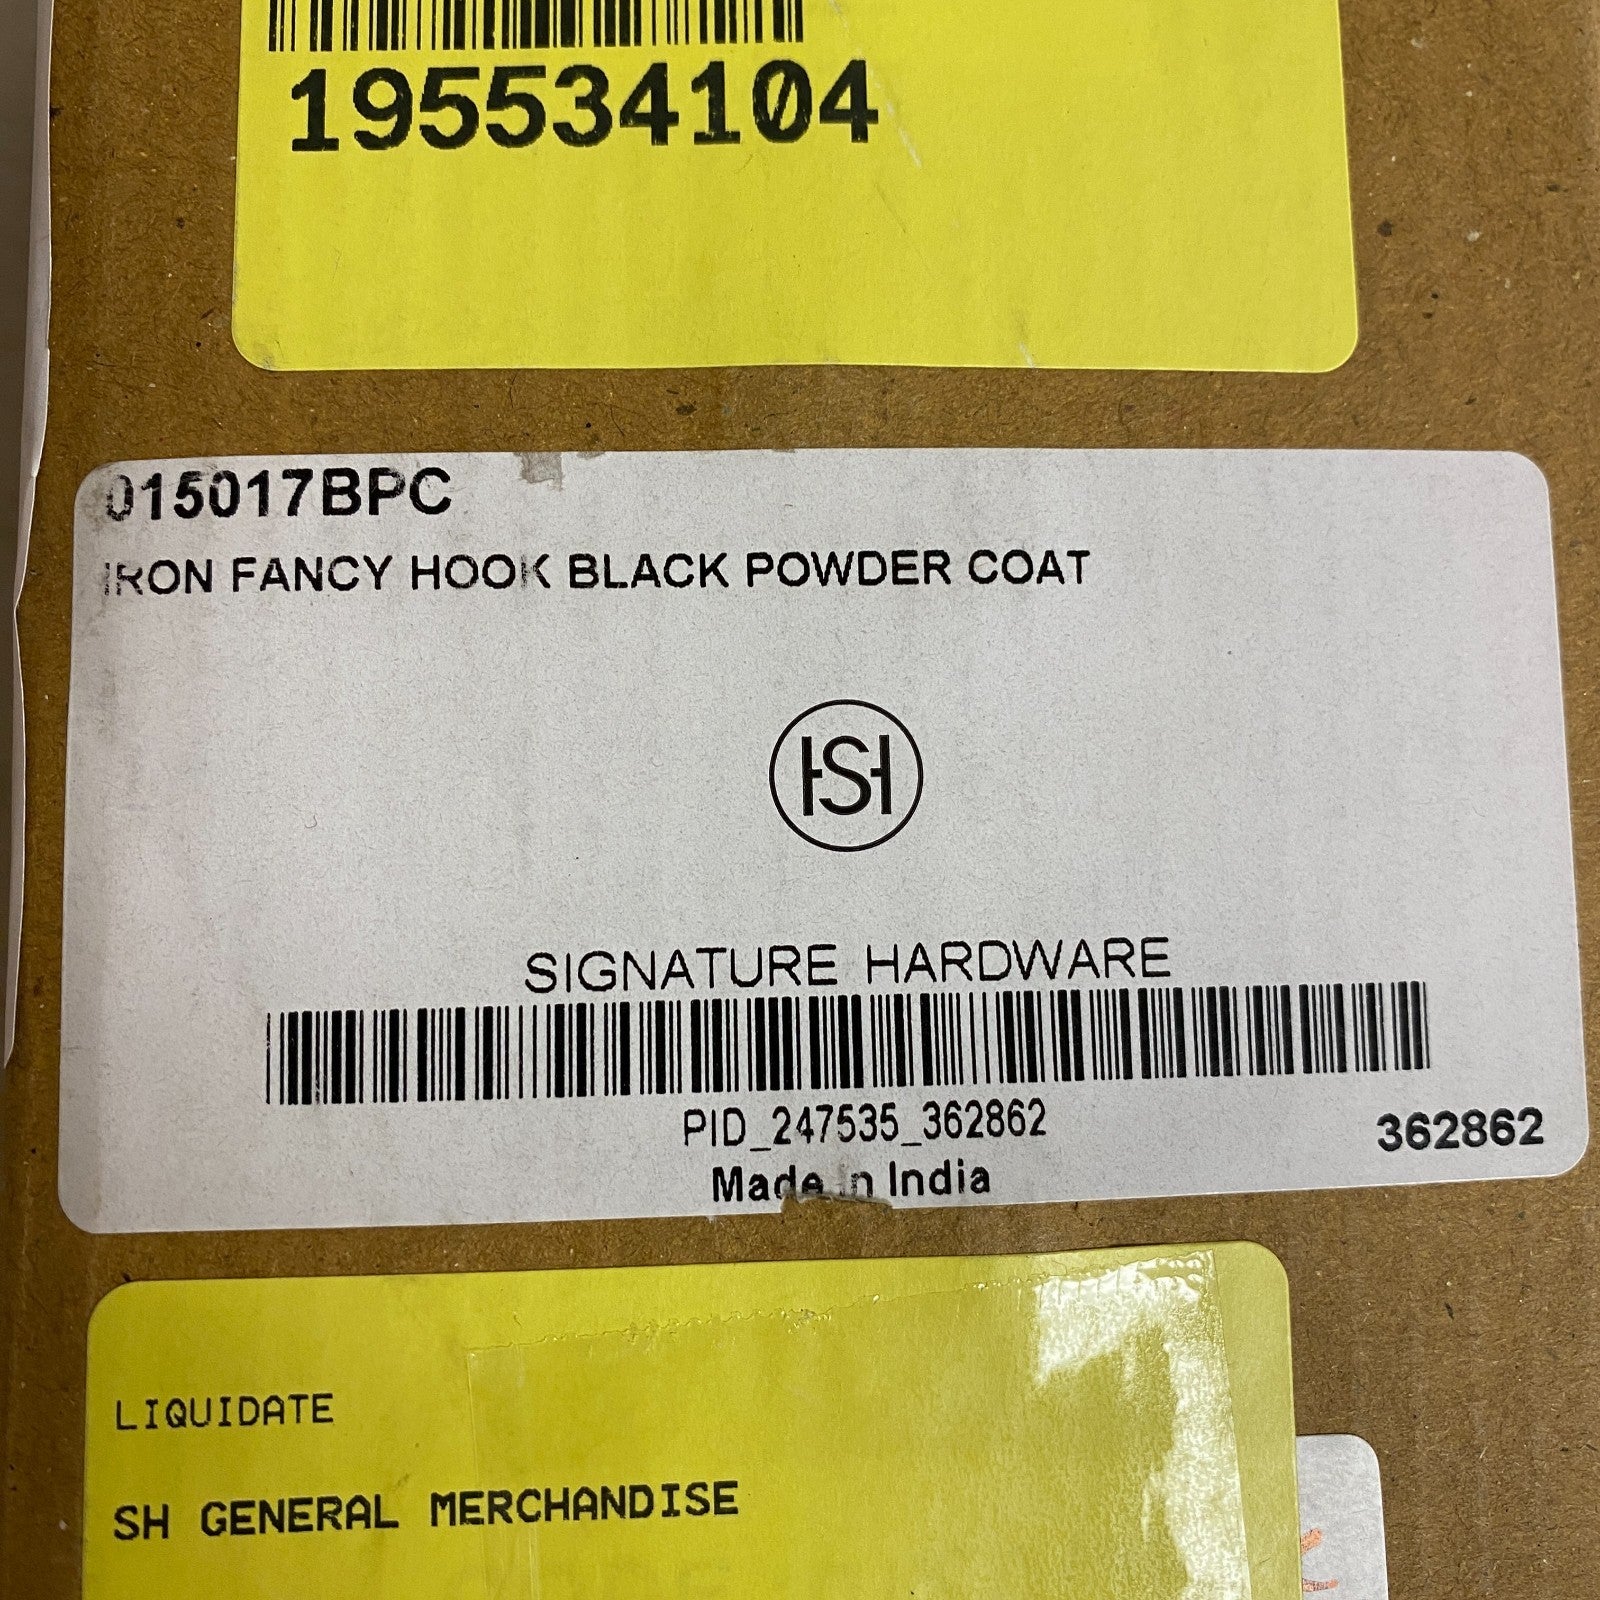 195534104
015017BPC
IRON FANCY HOOK BLACK POWDER COAT
HSH
SIGNATURE HARDWARE
PID_247535_362862
362862
Made in India
LIQUIDATE
SH GENERAL MERCHANDISE